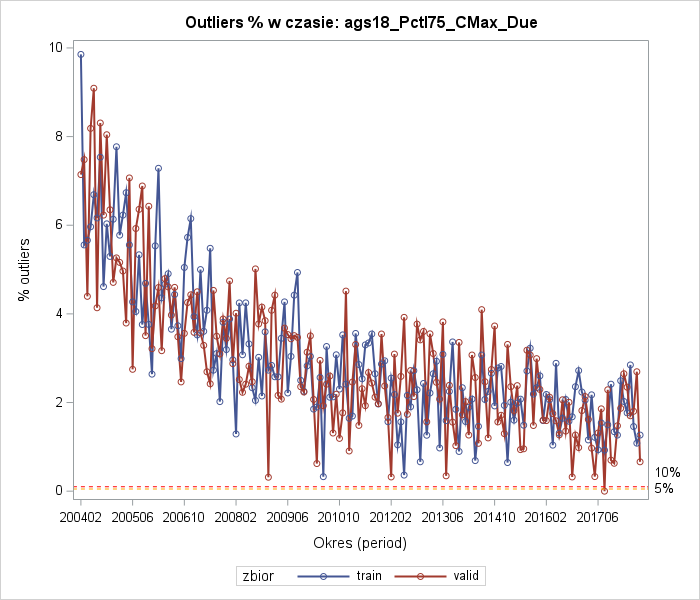 Outliers % w czasie: ags18_Pctl75_CMax_Due
% outliers
10
8
6
4
2
0
10%
5%
200402 200506 200610 200802 200906 201010 201202 201306 201410 201602 201706
Okres (period)
zbior train valid